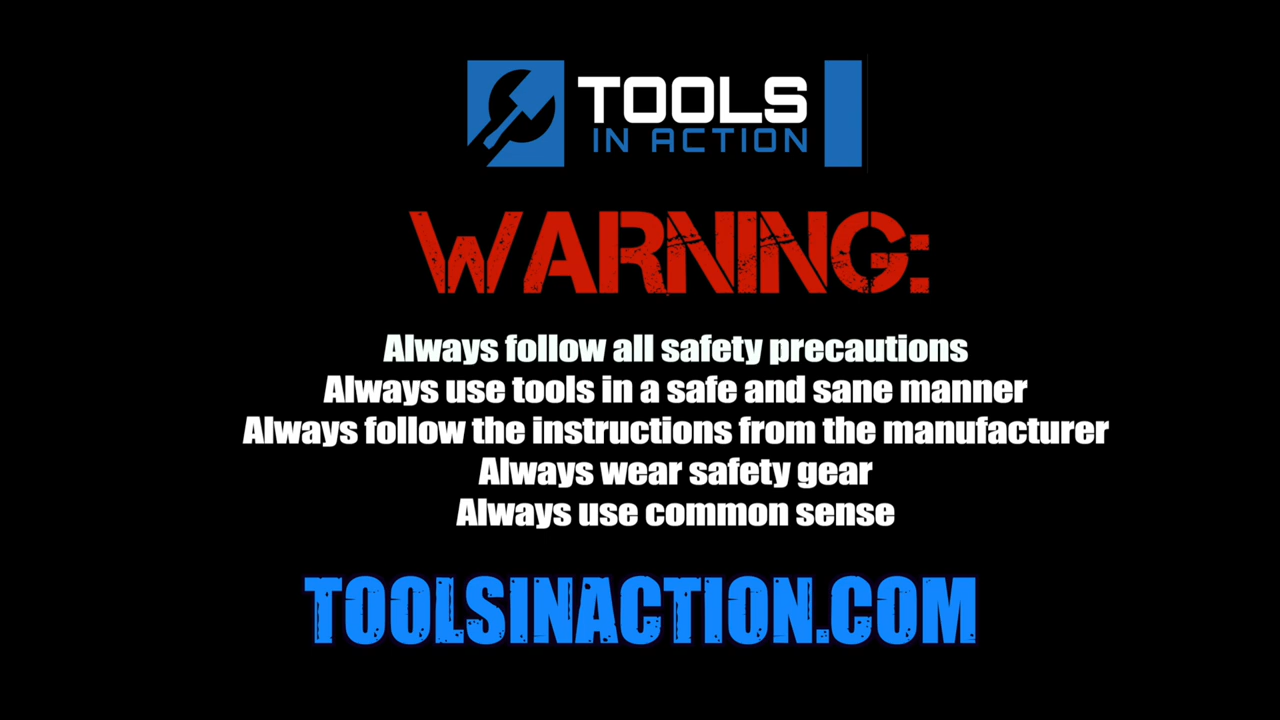 TOOLS
IN ACTION
WARNING:
Always follow all safety precautions
Always use tools in a safe and sane manner
Always follow the instructions from the manufacturer
Always wear safety gear
Always use common sense
TOOLSINACTION.COM